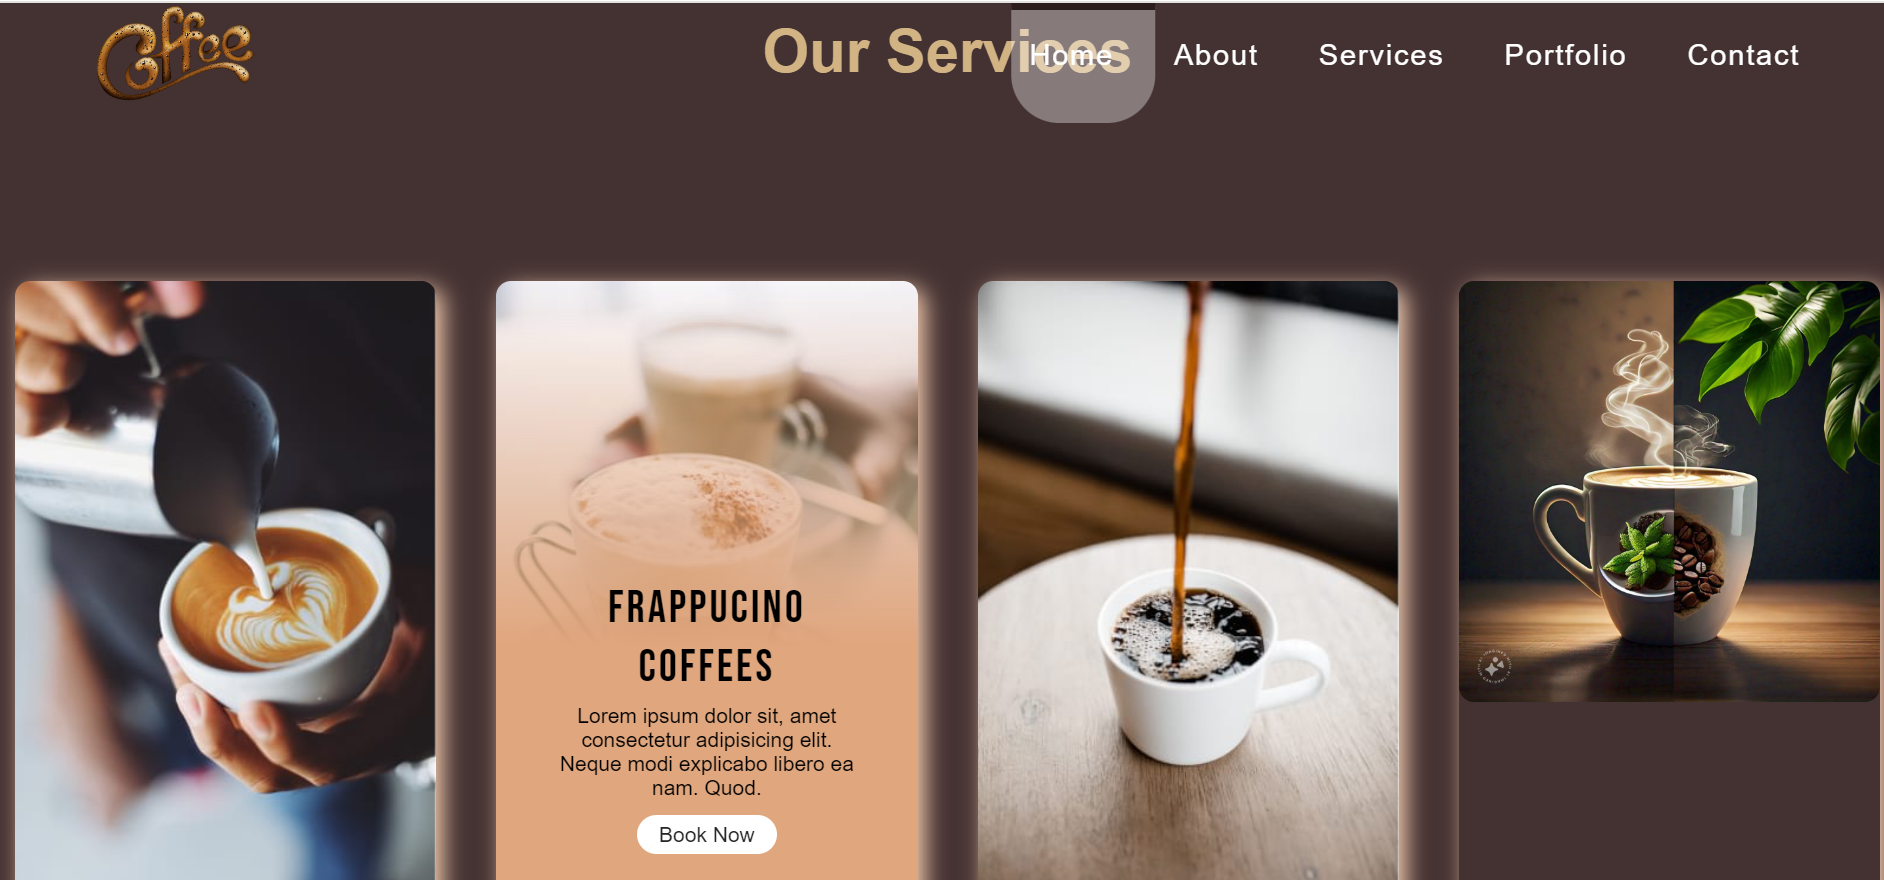 Coffee
Our Services
Home About Services Portfolio Contact
FRAPPUCINO
COFFEES
Lorem ipsum dolor sit, amet
consectetur adipisicing elit.
Neque modi explicabo libero ea
nam. Quod.
Book Now